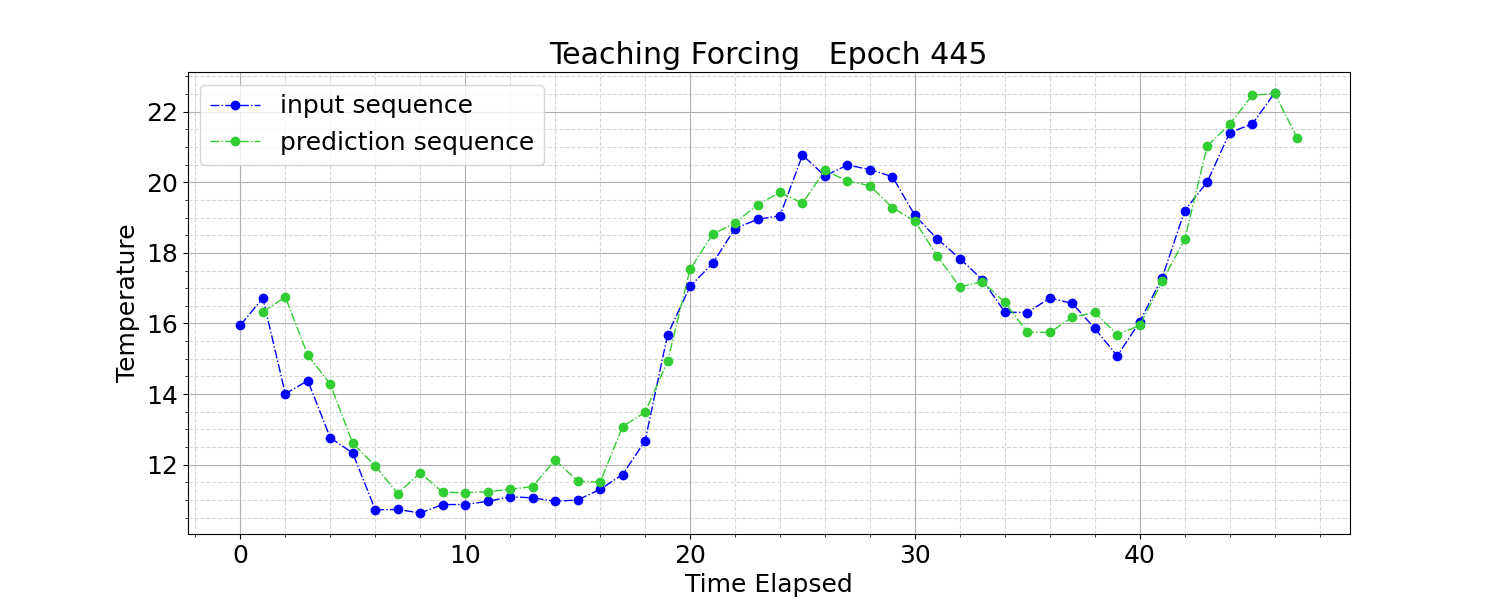 Teaching Forcing   Epoch 445
input sequence
prediction sequence
Temperature
22
20
18
16
14
12
0 10 20 30 40
Time Elapsed